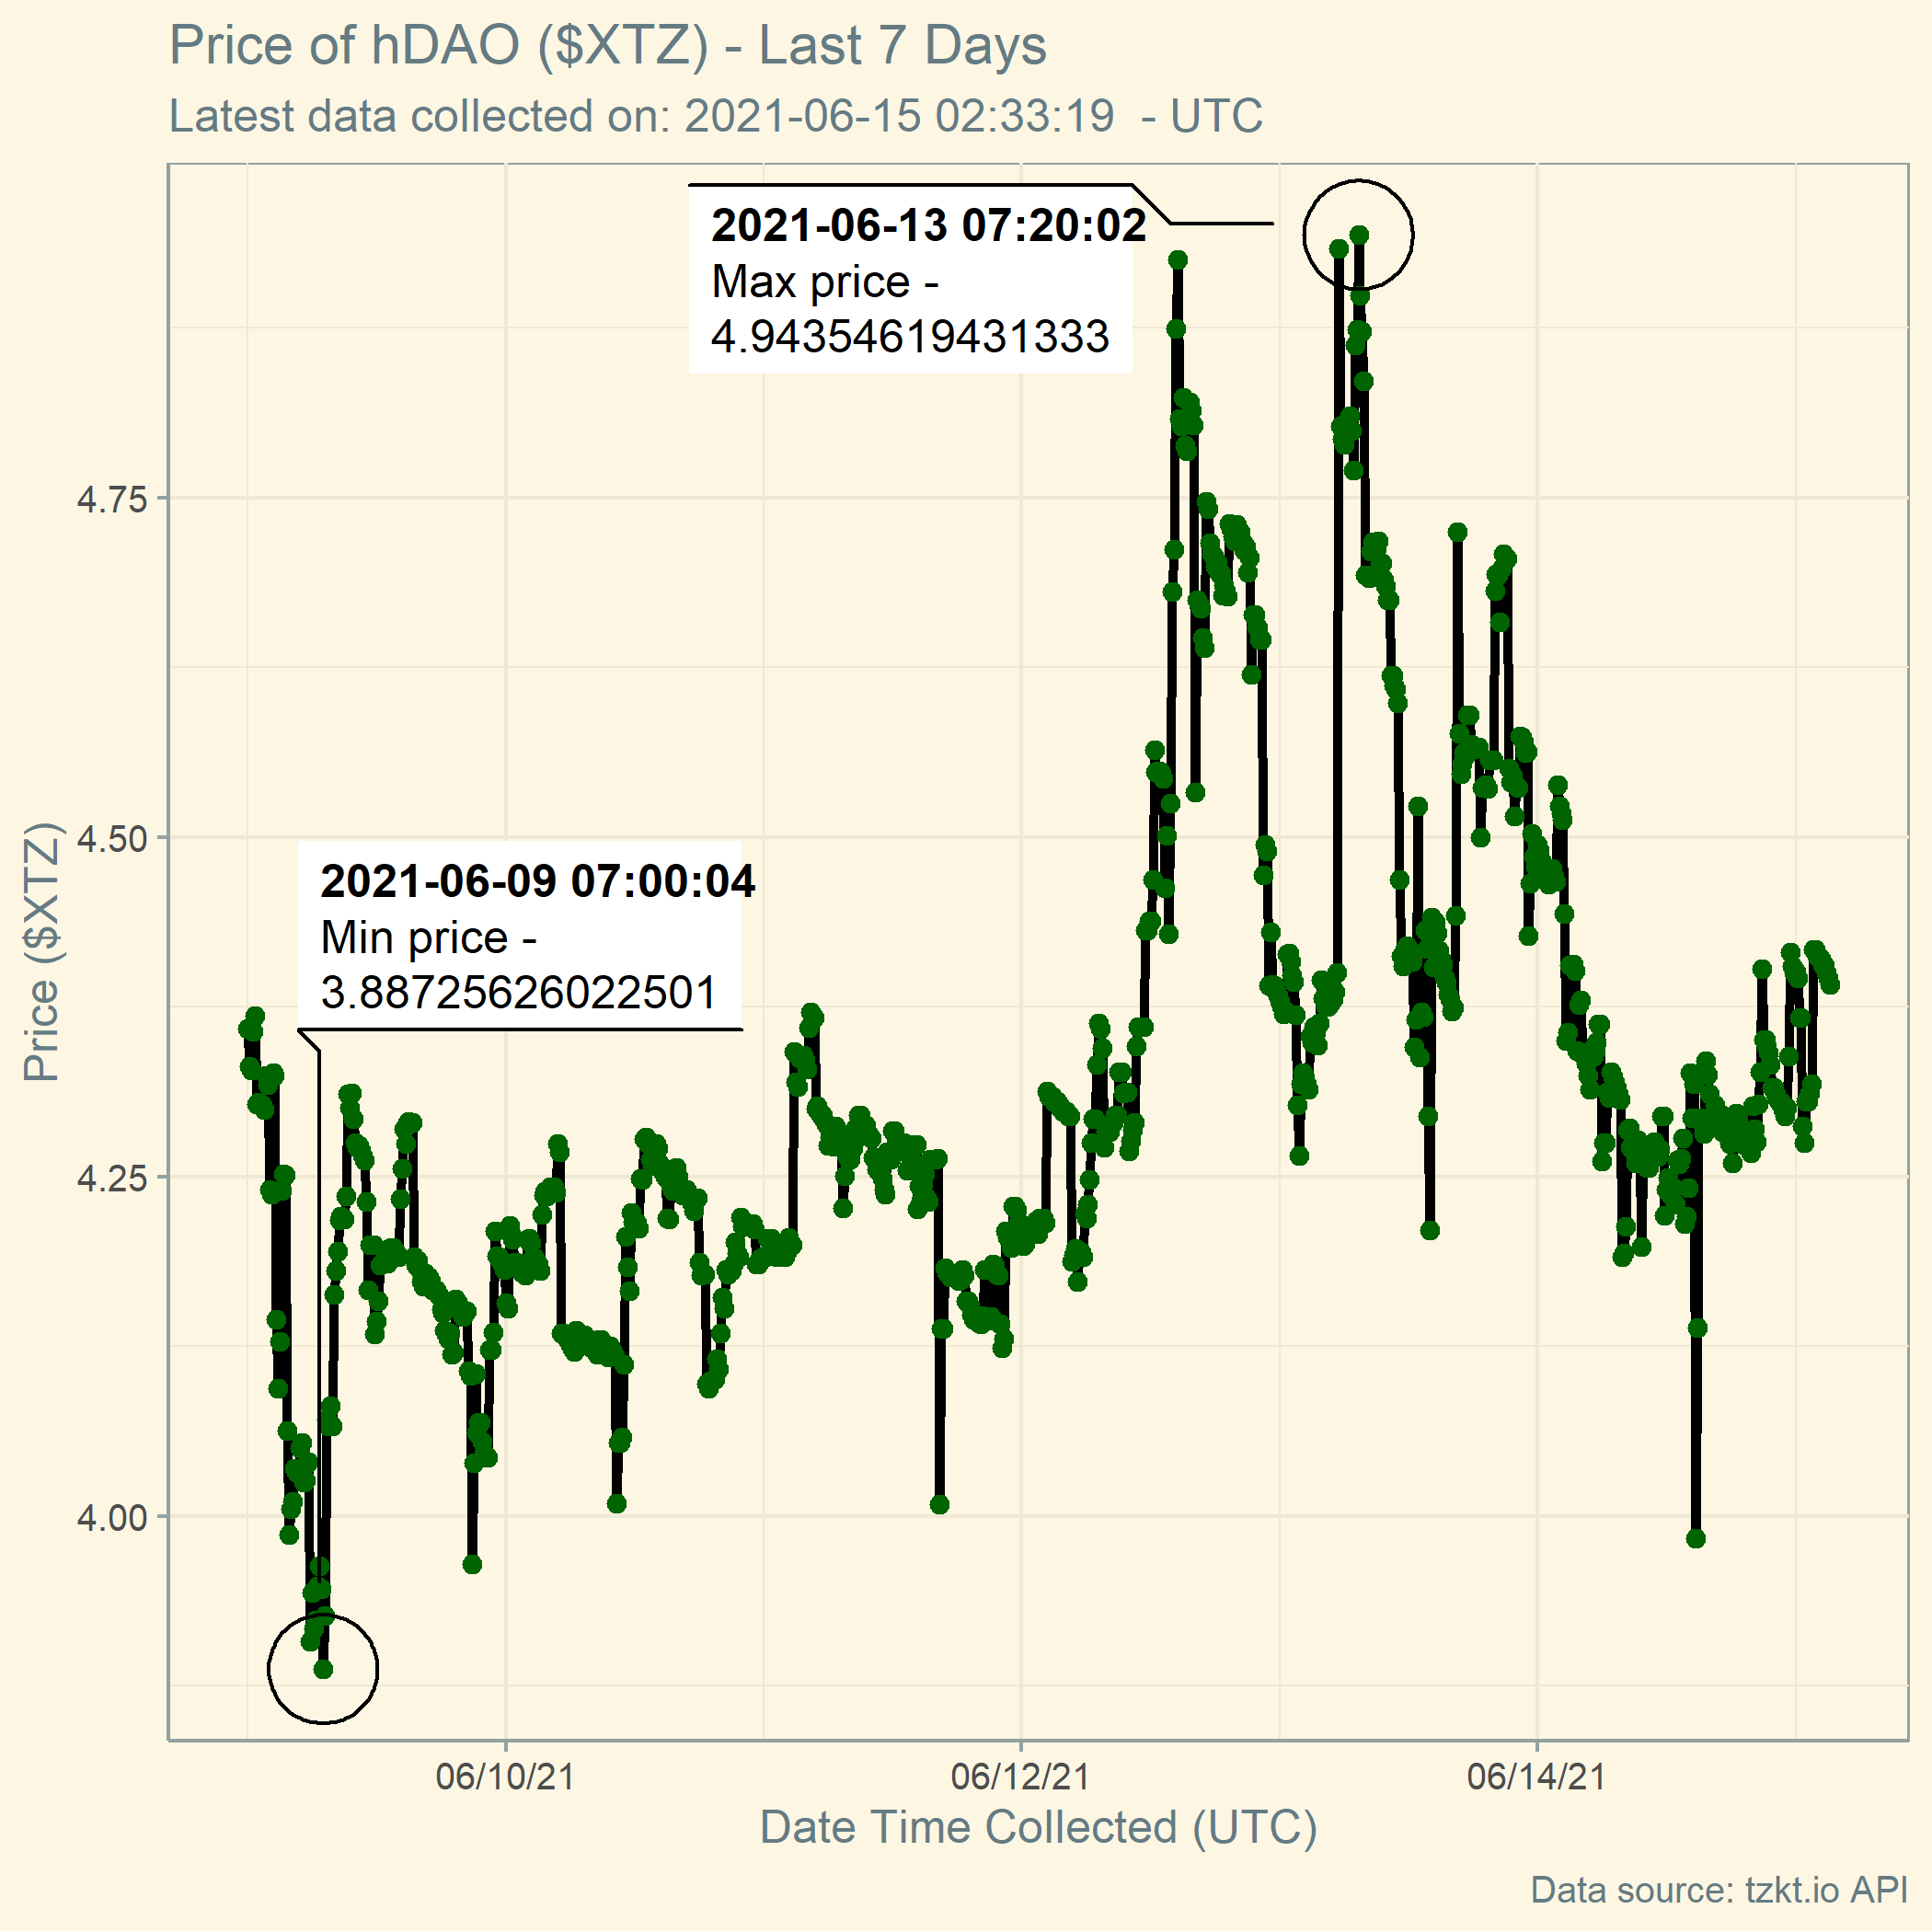 Price of hDAO ($XTZ) - Last 7 Days
Latest data collected on: 2021-06-15 02:33:19  - UTC
2021-06-13 07:20:02
Max price -
4.94354619431333
2021-06-09 07:00:04
Min price -
3.88725626022501
Price ($XTZ)
4.75
4.50
4.25
4.00
06/10/21
06/12/21
06/14/21
Date Time Collected (UTC)
Data source: tzkt.io API